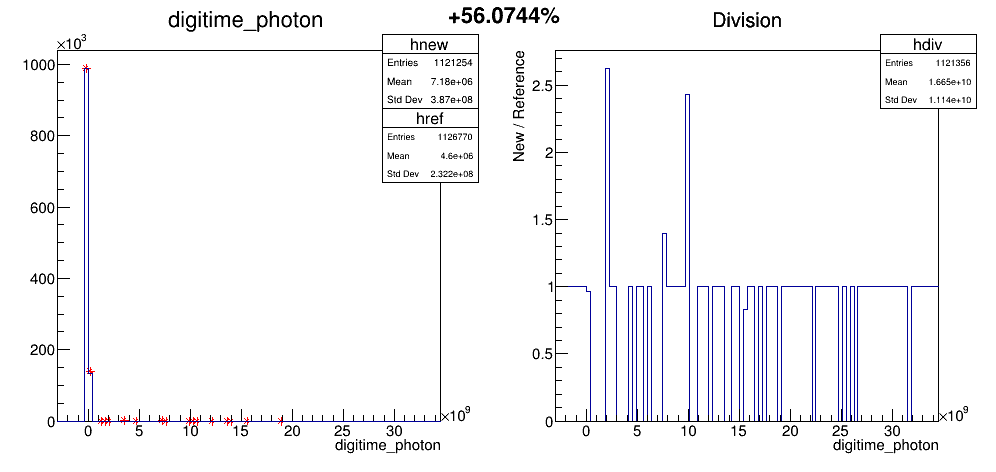 +56.0744%
digitime_photon
×10³
hnew
Entries 1121254
Mean 7.18e+06
Std Dev 3.87e+08
href
Entries 1126770
Mean 4.6e+06
Std Dev 2.322e+08
1000
800
600
400
200
0
0 5 10 15 20 25 30
×10⁹
digitime_photon
Division
hdiv
Entries 1121356
Mean 1.665e+10
Std Dev 1.114e+10
New / Reference
2.5
2
1.5
1
0.5
0
0 5 10 15 20 25 30
×10⁹
digitime_photon